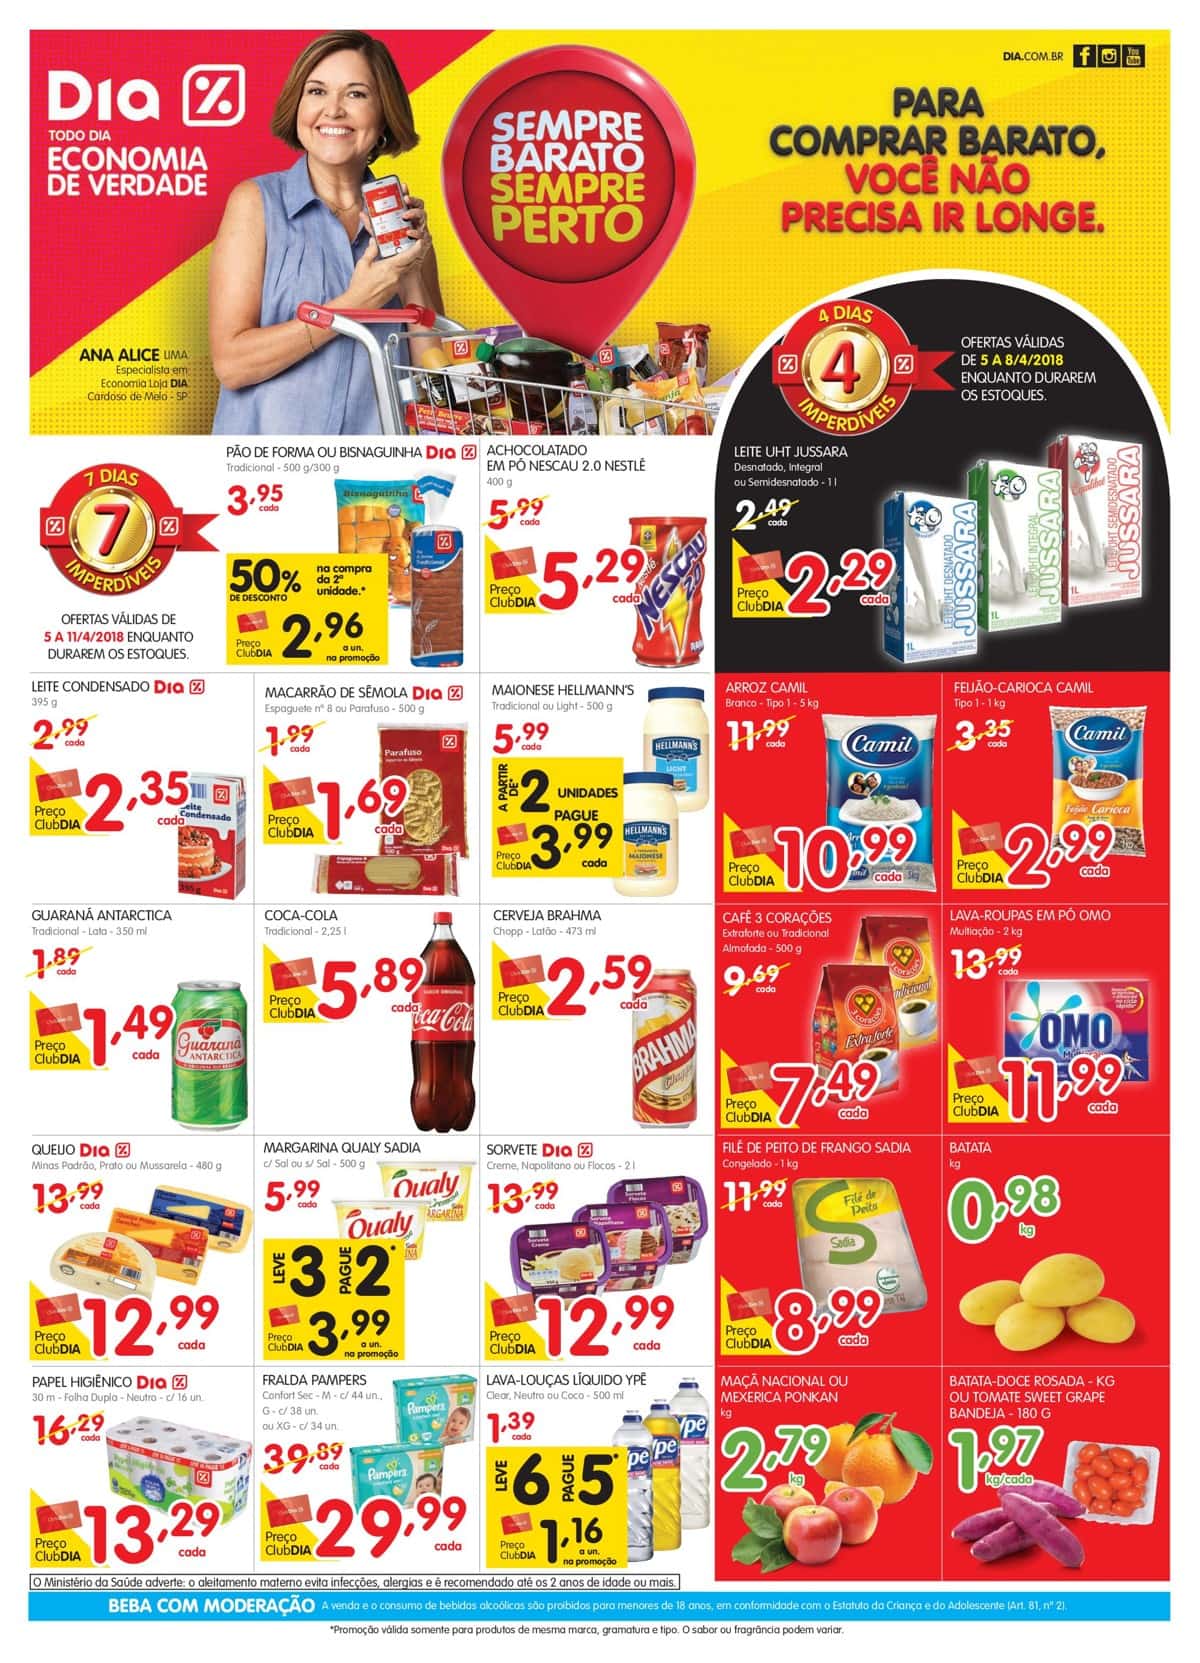 DIA %
TODO DIA
ECONOMIA
DE VERDADE
ANA ALICE LIMA
Especialista em
Economia Loja DIA
Cardoso de Melo - SP
SEMPRE
BARATO
SEMPRE
PERTO
DIA.COM.BR
You
Tube
PARA
COMPRAR BARATO,
VOCÊ NÃO
PRECISA IR LONGE.
4 DIAS
4
IMPERDÍVEIS
OFERTAS VÁLIDAS
DE 5 A 8/4/2018
ENQUANTO DURAREM
OS ESTOQUES.
LEITE UHT JUSSARA
Desnatado, Integral
ou Semidesnatado - 1 l
2,49
cada
Preço
ClubDIA
2,29
cada
7 DIAS
7
IMPERDÍVEIS
OFERTAS VÁLIDAS DE
5 A 11/4/2018 ENQUANTO
DURAREM OS ESTOQUES.
PÃO DE FORMA OU BISNAGUINHA DIA %
Tradicional - 500 g/300 g
3,95
cada
50%
DE DESCONTO
na compra
da 2ª
unidade.*
Preço
ClubDIA
2,96
a un.
na promoção
ACHOCOLATADO
EM PÓ NESCAU 2.0 NESTLÉ
400 g
5,99
cada
Preço
ClubDIA
5,29
cada
LEITE CONDENSADO DIA %
395 g
2,99
cada
Preço
ClubDIA
2,35
cada
MACARRÃO DE SÊMOLA DIA %
Espaguete nº 8 ou Parafuso - 500 g
1,99
cada
Preço
ClubDIA
1,69
cada
MAIONESE HELLMANN'S
Tradicional ou Light - 500 g
5,99
cada
A PARTIR
DE*
2 UNIDADES
PAGUE
Preço
ClubDIA
3,99
cada
ARROZ CAMIL
Branco - Tipo 1 - 5 kg
11,99
cada
Preço
ClubDIA
10,99
cada
FEIJÃO-CARIOCA CAMIL
Tipo 1 - 1 kg
3,35
cada
Preço
ClubDIA
2,99
cada
GUARANÁ ANTARCTICA
Tradicional - Lata - 350 ml
1,89
cada
Preço
ClubDIA
1,49
cada
COCA-COLA
Tradicional - 2,25 l
Preço
ClubDIA
5,89
cada
CERVEJA BRAHMA
Chopp - Latão - 473 ml
Preço
ClubDIA
2,59
cada
CAFÉ 3 CORAÇÕES
Extraforte ou Tradicional
Almofada - 500 g
9,69
cada
Preço
ClubDIA
7,49
cada
LAVA-ROUPAS EM PÓ OMO
Multiação - 2 kg
13,99
cada
Preço
ClubDIA
11,99
cada
QUEIJO DIA %
Minas Padrão, Prato ou Mussarela - 480 g
13,99
cada
Preço
ClubDIA
12,99
cada
MARGARINA QUALY SADIA
c/ Sal ou s/ Sal - 500 g
5,99
cada
LEVE 3 PAGUE 2*
Preço
ClubDIA
3,99
a un.
na promoção
SORVETE DIA %
Creme, Napolitano ou Flocos - 2 l
13,99
cada
Preço
ClubDIA
12,99
cada
FILÉ DE PEITO DE FRANGO SADIA
Congelado - 1 kg
11,99
cada
Preço
ClubDIA
8,99
cada
BATATA
kg
0,98
kg
PAPEL HIGIÊNICO DIA %
30 m - Folha Dupla - Neutro - c/ 16 un.
16,29
cada
Preço
ClubDIA
13,29
cada
FRALDA PAMPERS
Confort Sec - M - c/ 44 un.,
G - c/ 38 un.
ou XG - c/ 34 un.
39,89
cada
Preço
ClubDIA
29,99
cada
LAVA-LOUÇAS LÍQUIDO YPÊ
Clear, Neutro ou Coco - 500 ml
1,39
cada
LEVE 6 PAGUE 5*
Preço
ClubDIA
1,16
a un.
na promoção
MAÇÃ NACIONAL OU
MEXERICA PONKAN
kg
2,79
kg
BATATA-DOCE ROSADA - KG
OU TOMATE SWEET GRAPE
BANDEJA - 180 G
1,97
kg/cada
O Ministério da Saúde adverte: o aleitamento materno evita infecções, alergias e é recomendado até os 2 anos de idade ou mais.
BEBA COM MODERAÇÃO A venda e o consumo de bebidas alcoólicas são proibidos para menores de 18 anos, em conformidade com o Estatuto da Criança e do Adolescente (Art. 81, nº 2).
*Promoção válida somente para produtos de mesma marca, gramatura e tipo. O sabor ou fragrância podem variar.